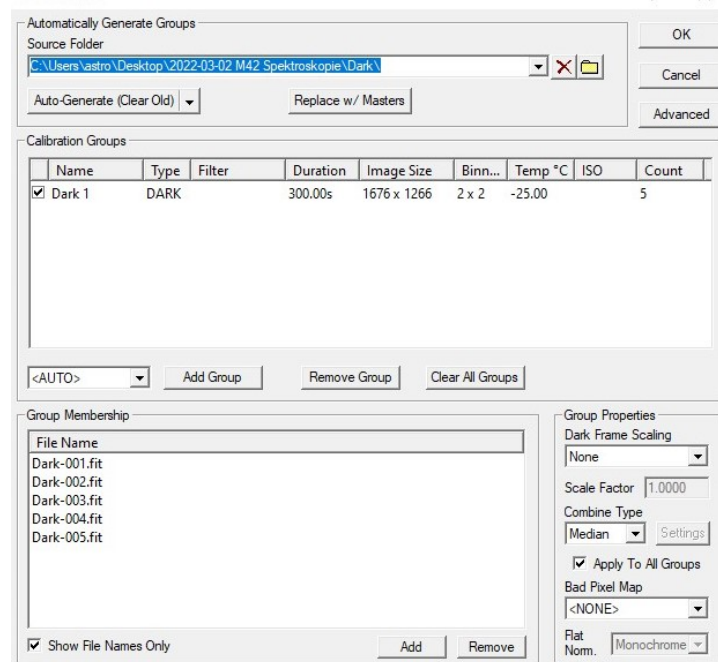 Automatically Generate Groups
Source Folder
C:\Users\astro\Desktop\2022-03-02 M42 Spektroskopie\Dark\
Auto-Generate (Clear Old)
Replace w/ Masters
OK
Cancel
Advanced
Calibration Groups
Name Type Filter Duration Image Size Binn... Temp °C ISO Count
Dark 1 DARK 300.00s 1676 x 1266 2 x 2 -25.00 5
<AUTO> Add Group Remove Group Clear All Groups
Group Membership
File Name
Dark-001.fit
Dark-002.fit
Dark-003.fit
Dark-004.fit
Dark-005.fit
Show File Names Only Add Remove
Group Properties
Dark Frame Scaling
None
Scale Factor 1.0000
Combine Type
Median Settings
Apply To All Groups
Bad Pixel Map
<NONE>
Flat
Norm. Monochrome